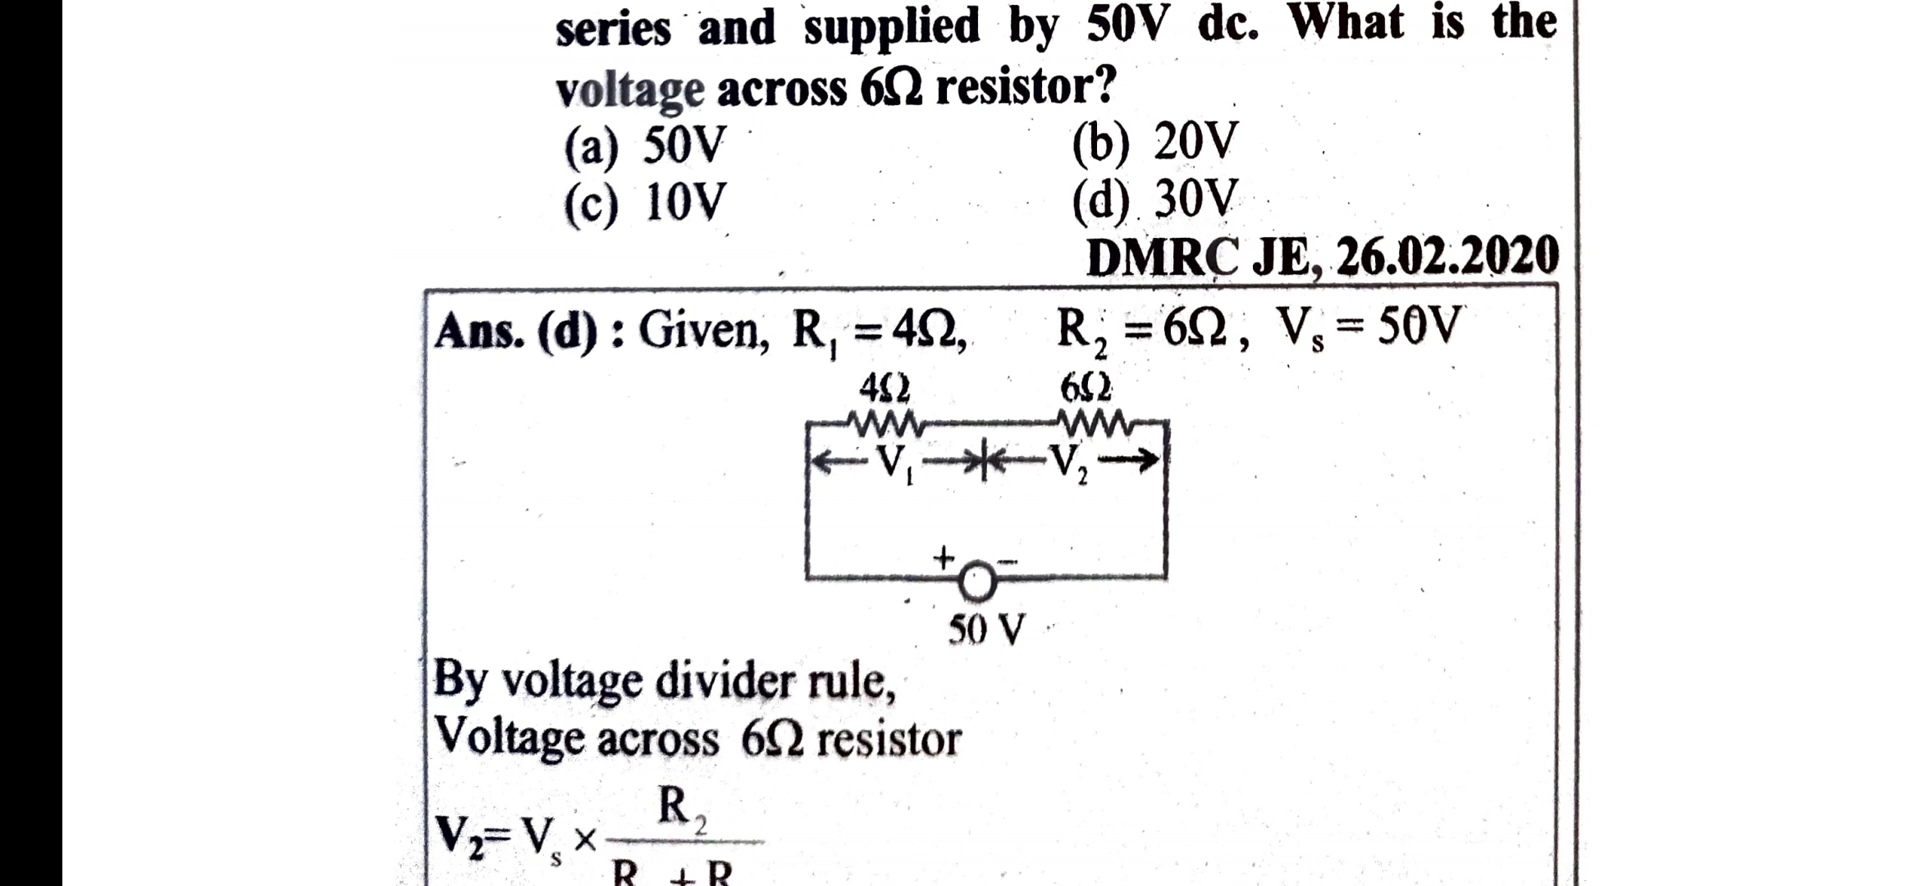 series and supplied by 50V dc. What is the
voltage across 6Ω resistor?
(a) 50V (b) 20V
(c) 10V (d) 30V
DMRC JE, 26.02.2020
Ans. (d) : Given, R₁ = 4Ω, R₂ = 6Ω, Vₛ = 50V
4Ω 6Ω
V₁ V₂
+ −
50 V
By voltage divider rule,
Voltage across 6Ω resistor
R₂
V₂= Vₛ ×
R + R